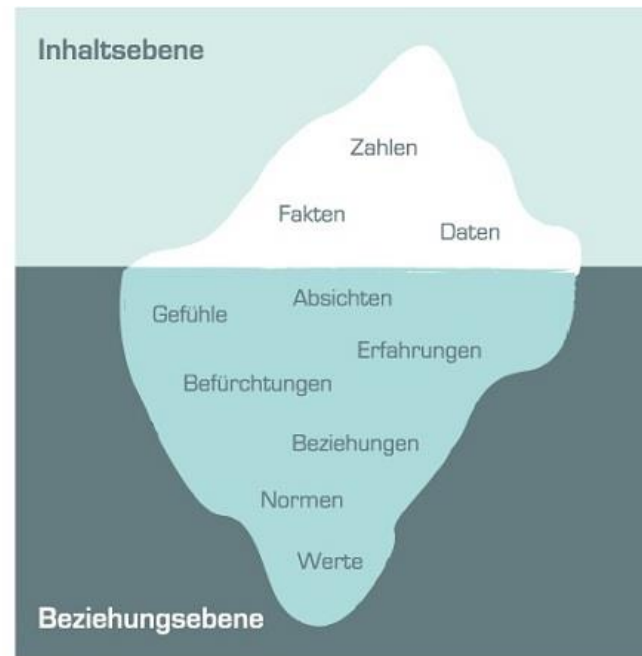 Inhaltsebene
Zahlen
Fakten
Daten
Absichten
Gefühle
Erfahrungen
Befürchtungen
Beziehungen
Normen
Werte
Beziehungsebene